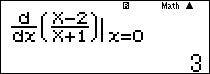 R Math ▲
d/dx(X-2/X+1)|x=0
3